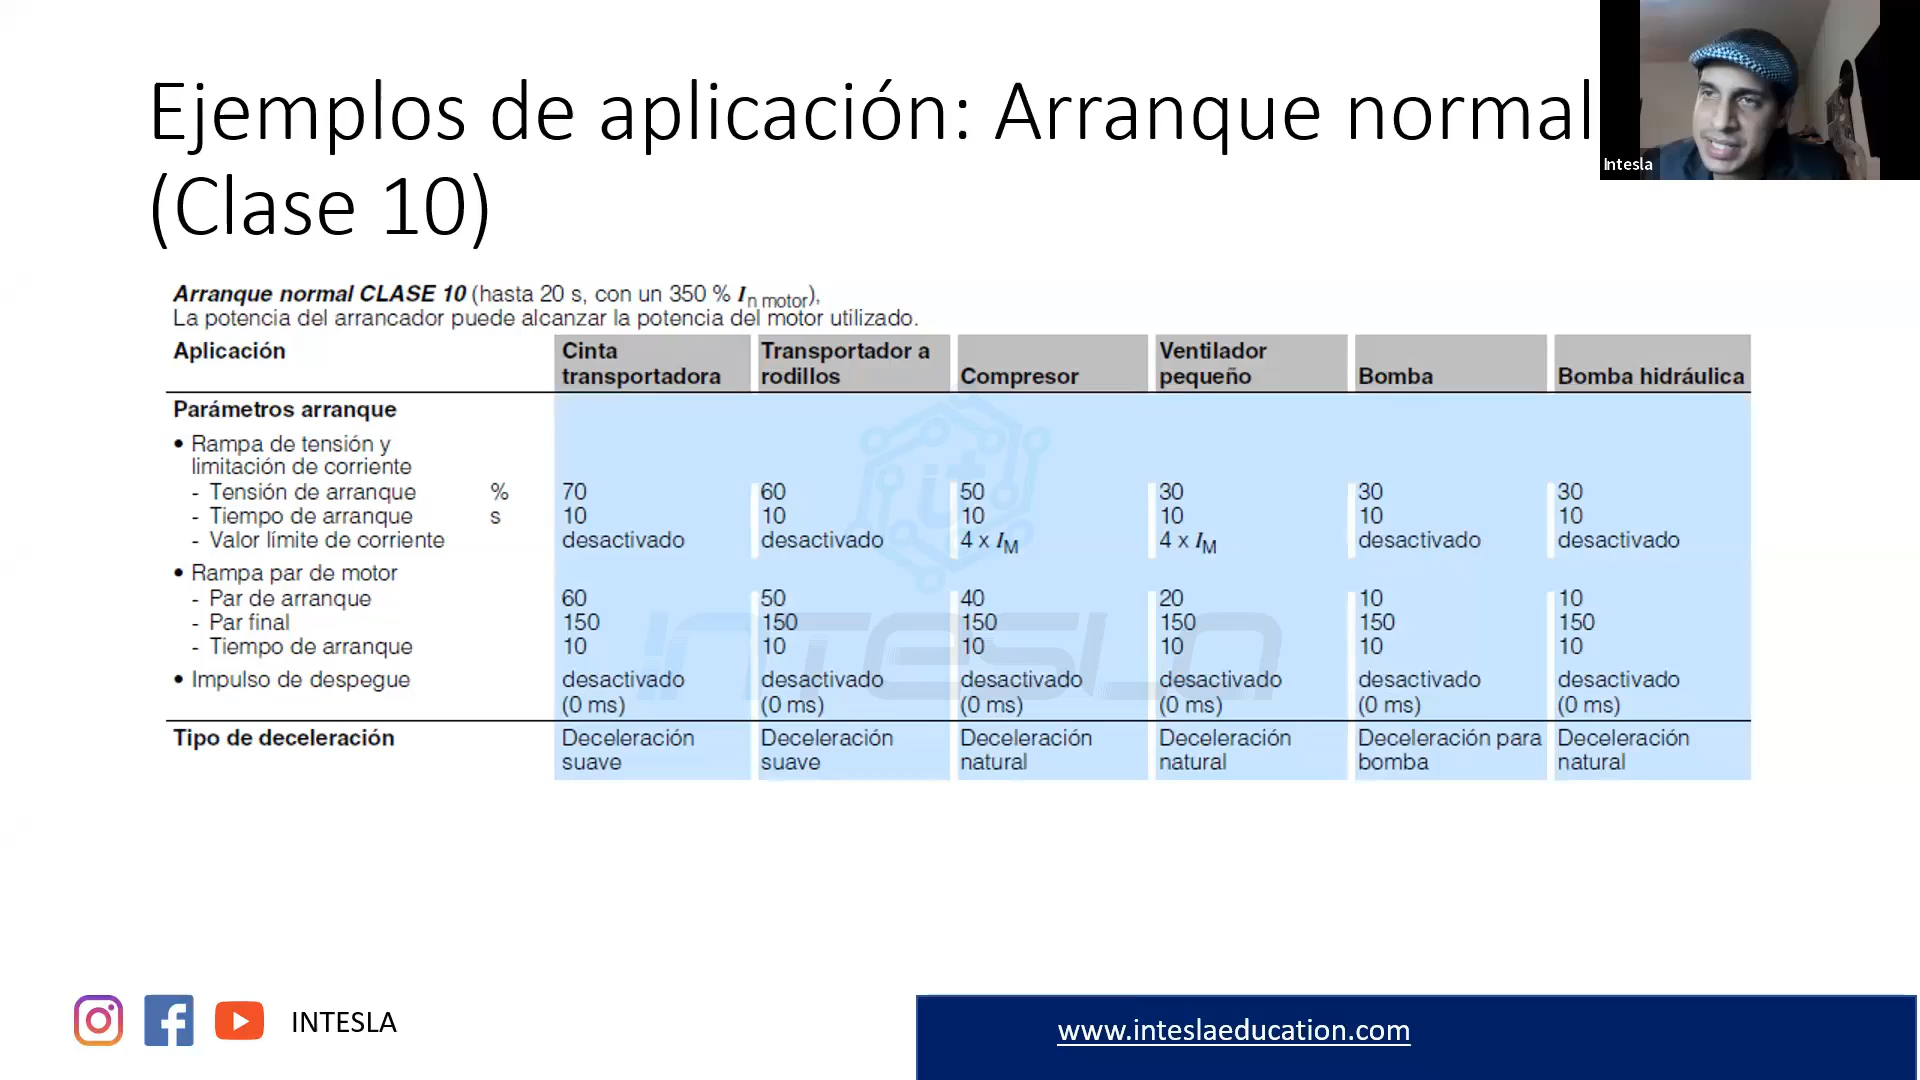 Ejemplos de aplicación: Arranque normal
(Clase 10)
Intesla
Arranque normal CLASE 10 (hasta 20 s, con un 350 % In motor),
La potencia del arrancador puede alcanzar la potencia del motor utilizado.
Aplicación Cinta transportadora Transportador a rodillos Compresor Ventilador pequeño Bomba Bomba hidráulica
Parámetros arranque
• Rampa de tensión y
limitación de corriente
- Tensión de arranque % 70 60 50 30 30 30
- Tiempo de arranque s 10 10 10 10 10 10
- Valor límite de corriente desactivado desactivado 4 x IM 4 x IM desactivado desactivado
• Rampa par de motor
- Par de arranque 60 50 40 20 10 10
- Par final 150 150 150 150 150 150
- Tiempo de arranque 10 10 10 10 10 10
• Impulso de despegue desactivado desactivado desactivado desactivado desactivado desactivado
(0 ms) (0 ms) (0 ms) (0 ms) (0 ms) (0 ms)
Tipo de deceleración Deceleración suave Deceleración suave Deceleración natural Deceleración natural Deceleración para bomba Deceleración natural
it
INTESLA
INTESLA
www.inteslaeducation.com